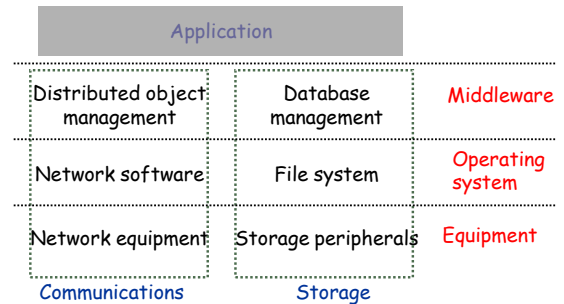 Application
Distributed object
management
Database
management
Middleware
Network software
File system
Operating
system
Network equipment
Storage peripherals
Equipment
Communications
Storage